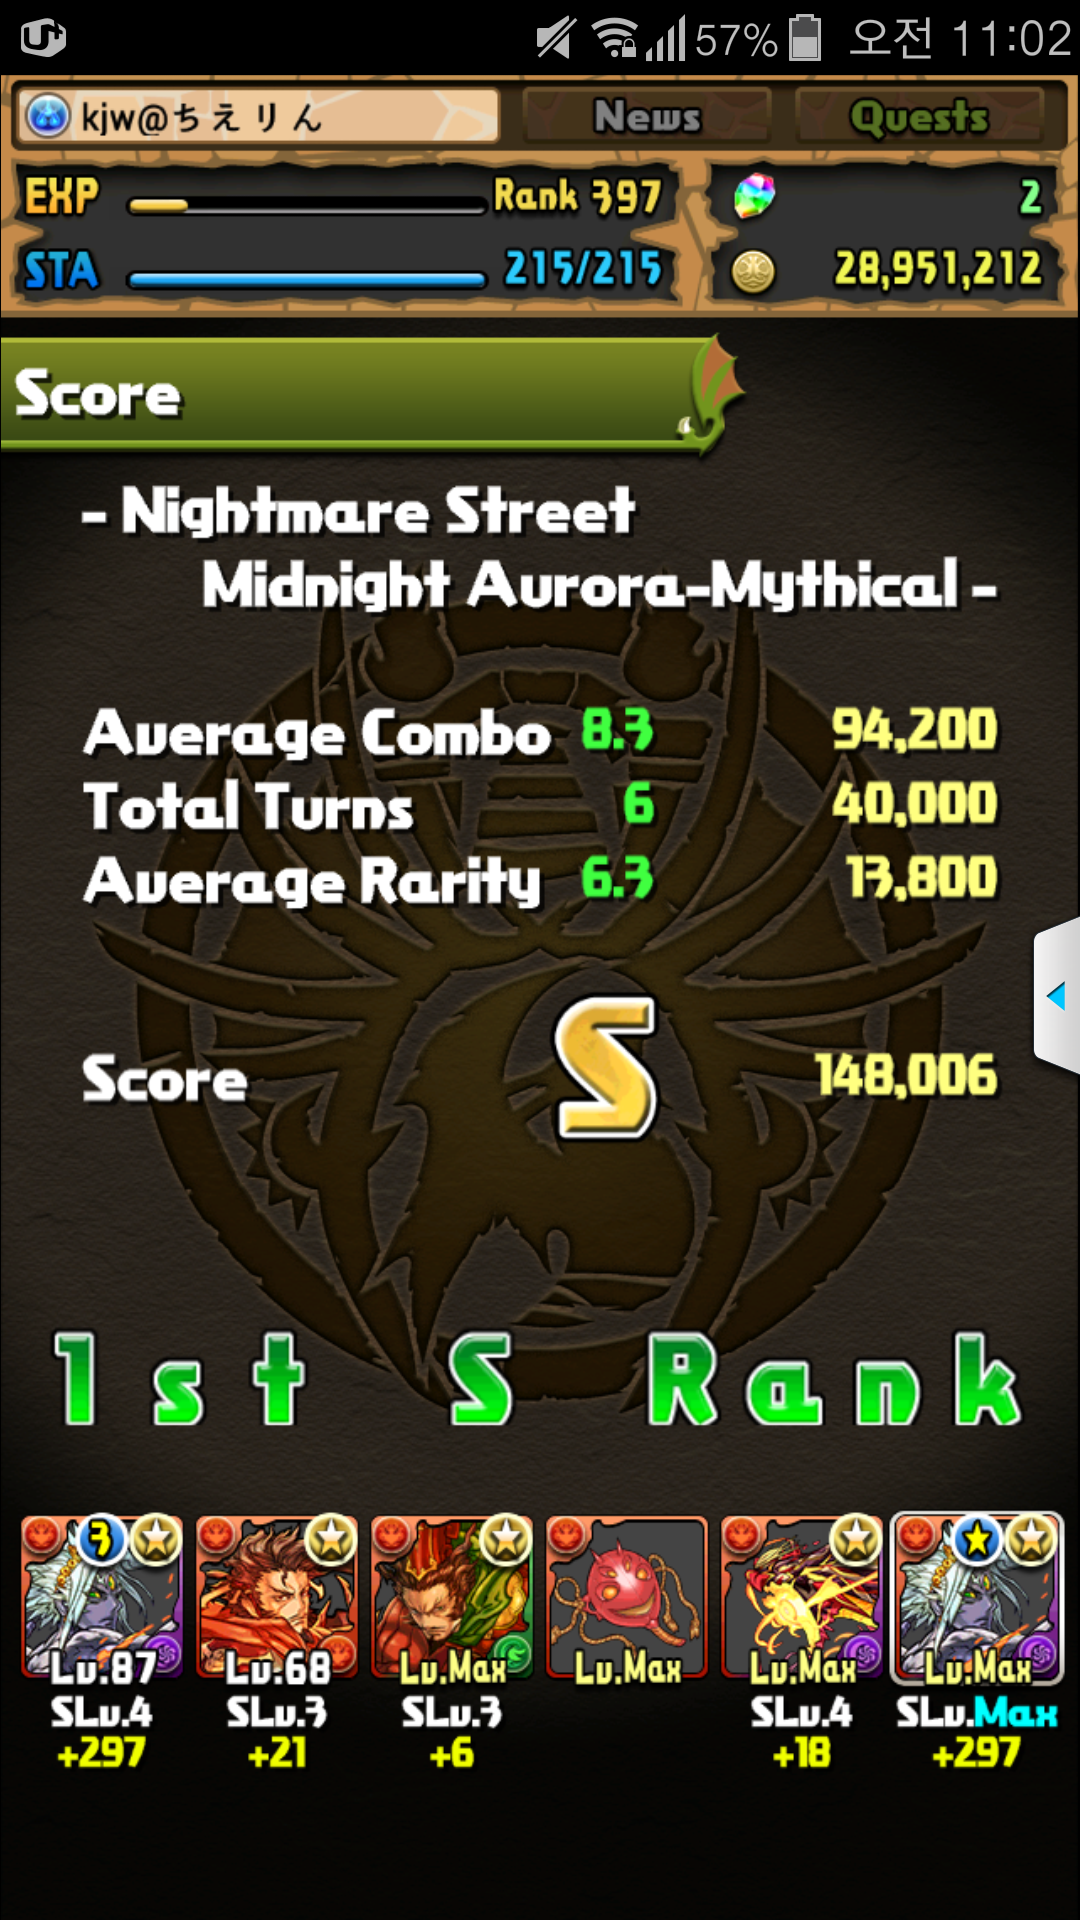 U+ 57% 오전 11:02
kjw@ちえりん News Quests
EXP Rank 397 2
STA 215/215 28,951,212
Score
- Nightmare Street
Midnight Aurora-Mythical -
Average Combo 8.3 94,200
Total Turns 6 40,000
Average Rarity 6.3 13,800
Score S 148,006
1st S Rank
3
Lv.87 Lv.68 Lv.Max Lv.Max Lv.Max Lv.Max
SLv.4 SLv.3 SLv.3 SLv.4 SLv.Max
+297 +21 +6 +18 +297